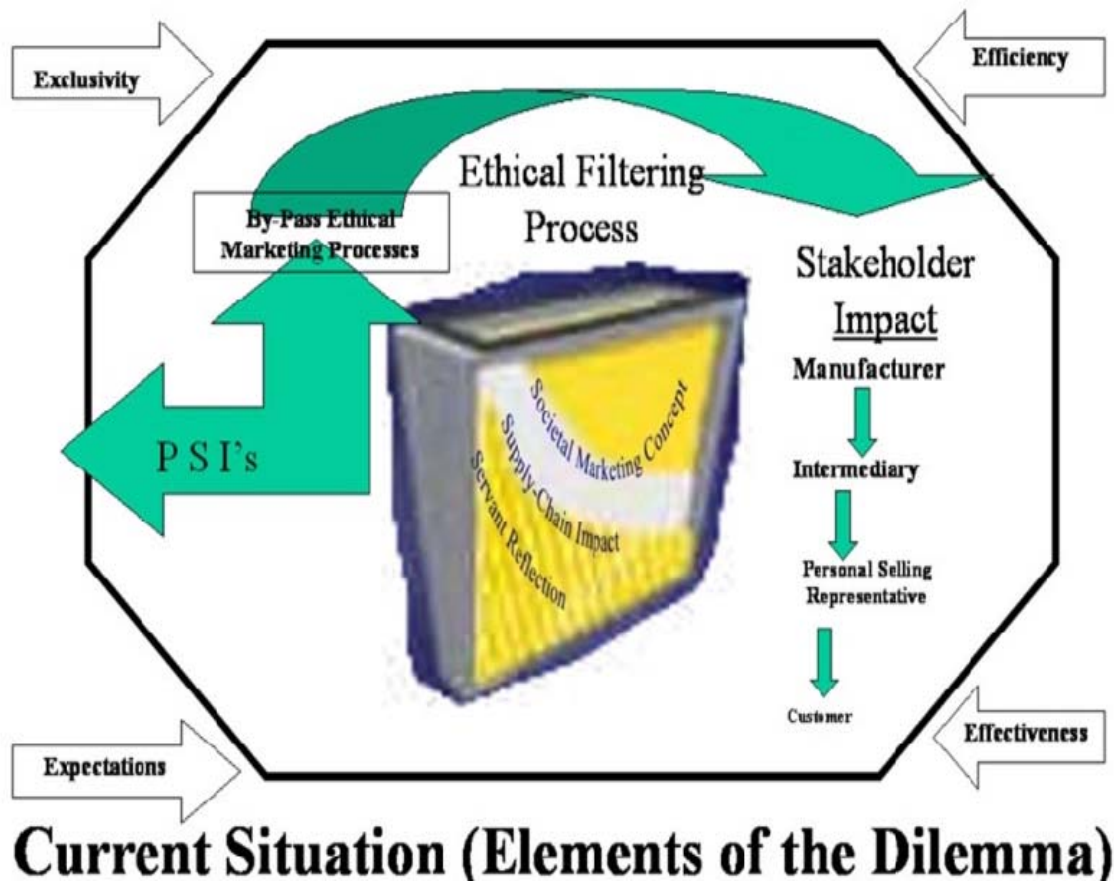 Exclusivity
Efficiency
By-Pass Ethical
Marketing Processes
Ethical Filtering
Process
Stakeholder
Impact
Manufacturer
P S I's
Societal Marketing Concept
Supply-Chain Impact
Servant Reflection
Intermediary
Personal Selling
Representative
Customer
Expectations
Effectiveness
Current Situation (Elements of the Dilemma)